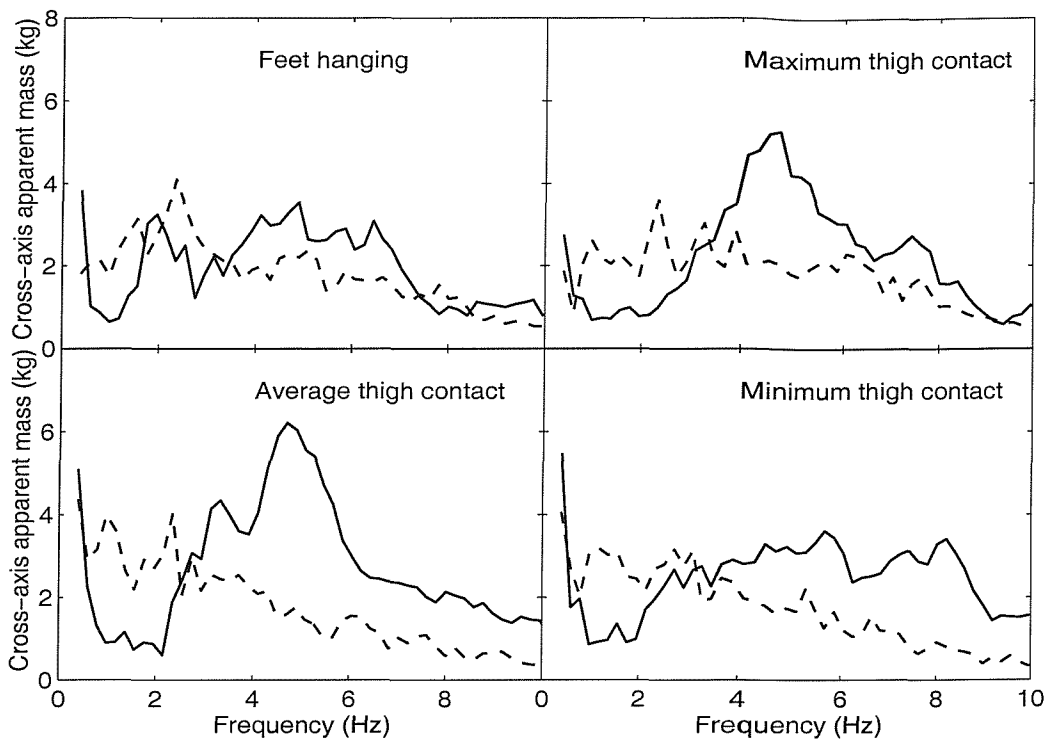 Cross-axis apparent mass (kg)
8
6
4
2
0
Feet hanging
Maximum thigh contact
Cross-axis apparent mass (kg)
6
4
2
0
Average thigh contact
Minimum thigh contact
0 2 4 6 8 0 2 4 6 8 10
Frequency (Hz) Frequency (Hz)